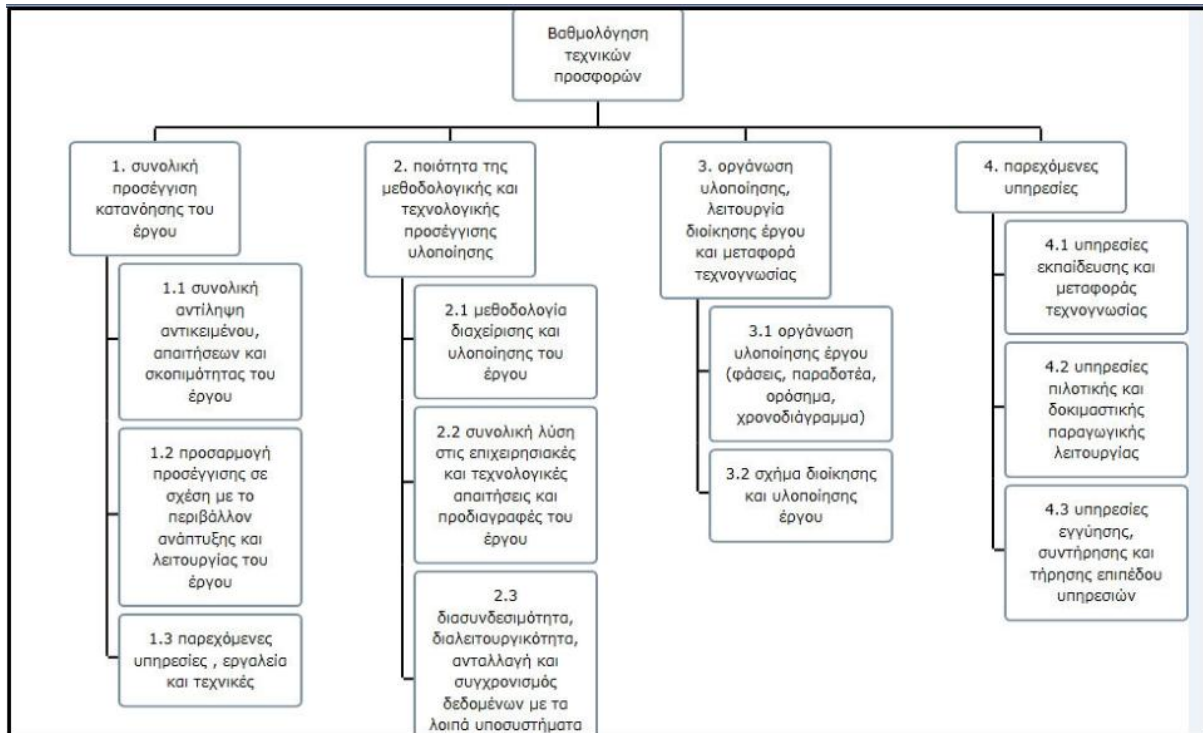 Βαθμολόγηση
τεχνικών
προσφορών
1. συνολική
προσέγγιση
κατανόησης του
έργου
1.1 συνολική
αντίληψη
αντικειμένου,
απαιτήσεων και
σκοπιμότητας του
έργου
1.2 προσαρμογή
προσέγγισης σε
σχέση με το
περιβάλλον
ανάπτυξης και
λειτουργίας του
έργου
1.3 παρεχόμενες
υπηρεσίες , εργαλεία
και τεχνικές
2. ποιότητα της
μεθοδολογικής και
τεχνολογικής
προσέγγισης
υλοποίησης
2.1 μεθοδολογία
διαχείρισης και
υλοποίησης του
έργου
2.2 συνολική λύση
στις επιχειρησιακές
και τεχνολογικές
απαιτήσεις και
προδιαγραφές του
έργου
2.3
διασυνδεσιμότητα,
διαλειτουργικότητα,
ανταλλαγή και
συγχρονισμός
δεδομένων με τα
λοιπά υποσυστήματα
3. οργάνωση
υλοποίησης,
λειτουργία
διοίκησης έργου
και μεταφορά
τεχνογνωσίας
3.1 οργάνωση
υλοποίησης έργου
(φάσεις, παραδοτέα,
ορόσημα,
χρονοδιάγραμμα)
3.2 σχήμα διοίκησης
και υλοποίησης
έργου
4. παρεχόμενες
υπηρεσίες
4.1 υπηρεσίες
εκπαίδευσης και
μεταφοράς
τεχνογνωσίας
4.2 υπηρεσίες
πιλοτικής και
δοκιμαστικής
παραγωγικής
λειτουργίας
4.3 υπηρεσίες
εγγύησης,
συντήρησης και
τήρησης επιπέδου
υπηρεσιών